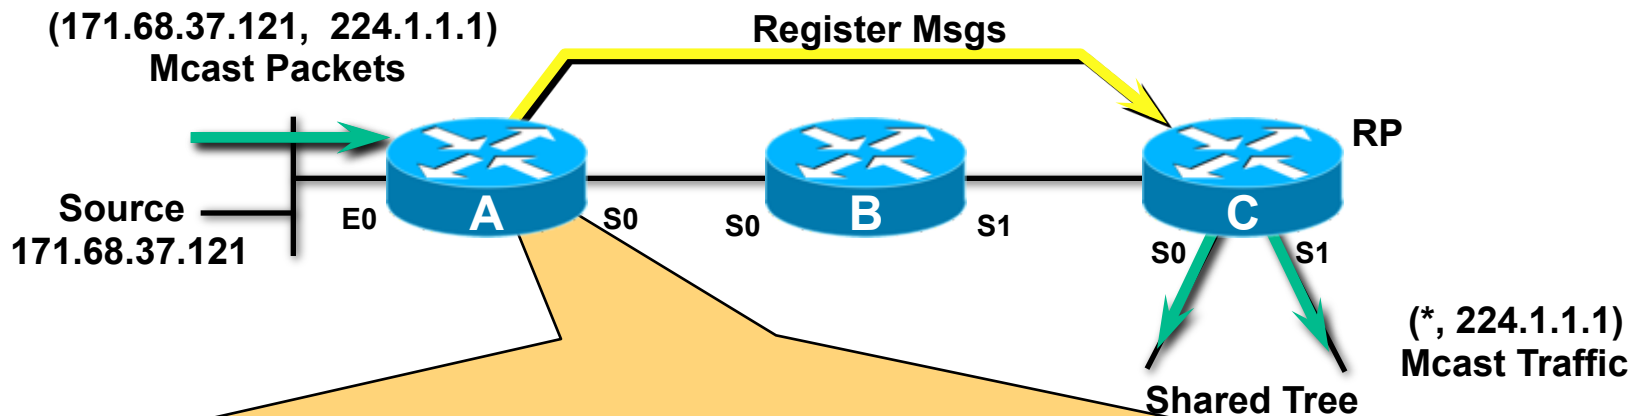 (171.68.37.121, 224.1.1.1)
Mcast Packets
Register Msgs
RP
Source
171.68.37.121
E0
A
S0
S0
B
S1
C
S0
S1
(*, 224.1.1.1)
Mcast Traffic
Shared Tree